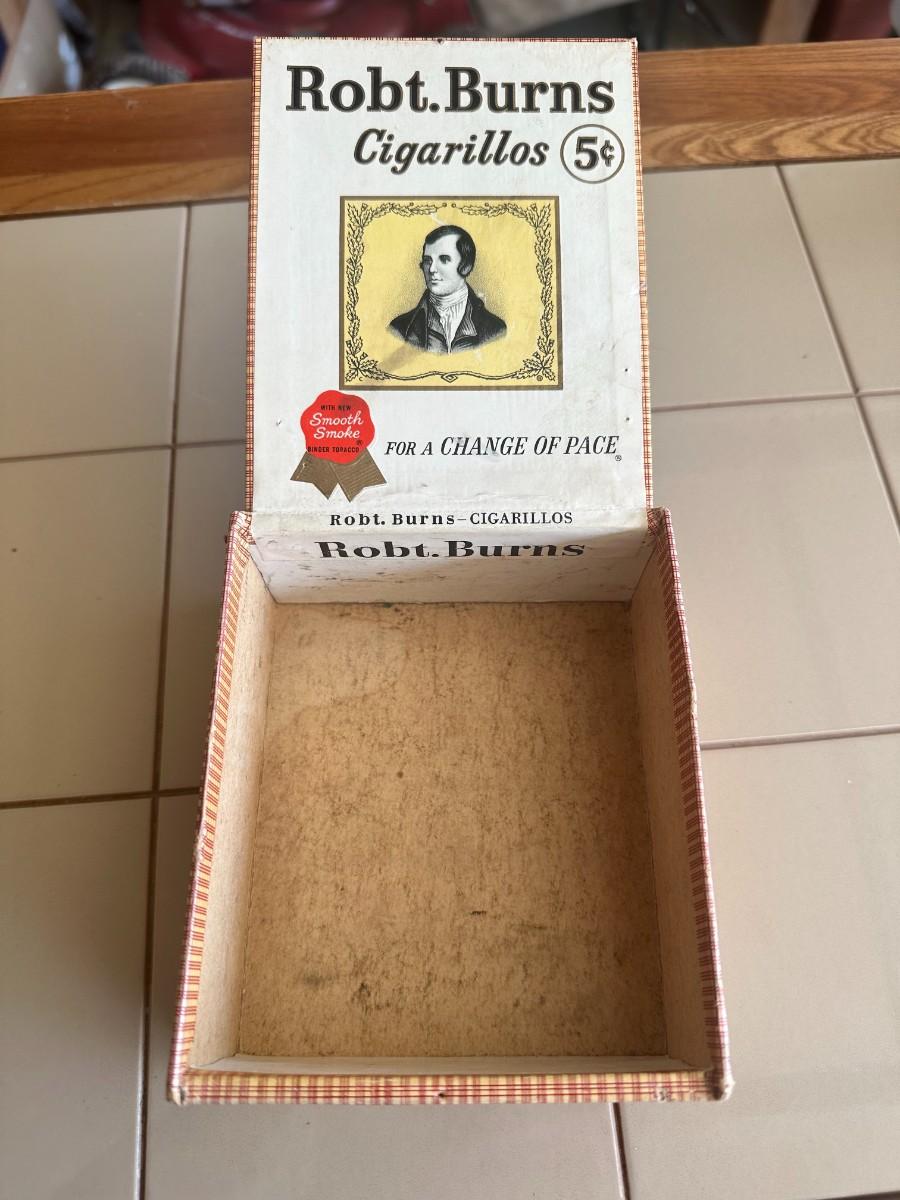 Robt. Burns
Cigarillos 5¢
WITH NEW
Smooth
Smoke®
BINDER TOBACCO
FOR A CHANGE OF PACE®
Robt. Burns–CIGARILLOS
Robt. Burns